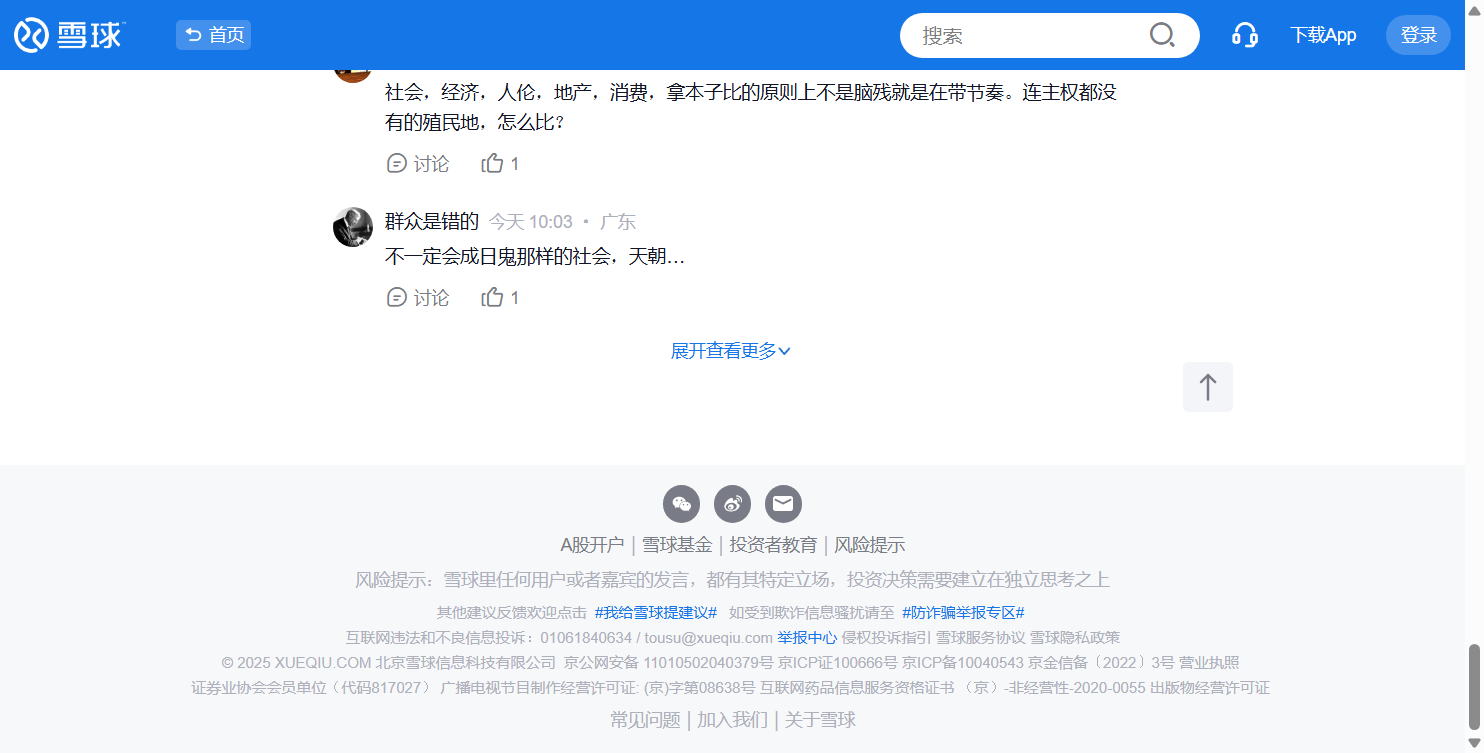 雪球 首页 搜索 下载App 登录
社会，经济，人伦，地产，消费，拿本子比的原则上不是脑残就是在带节奏。连主权都没
有的殖民地，怎么比？
讨论 1
群众是错的 今天 10:03 · 广东
不一定会成日鬼那样的社会，天朝…
讨论 1
展开查看更多
A股开户 | 雪球基金 | 投资者教育 | 风险提示
风险提示：雪球里任何用户或者嘉宾的发言，都有其特定立场，投资决策需要建立在独立思考之上
其他建议反馈欢迎点击 #我给雪球提建议# 如受到欺诈信息骚扰请至 #防诈骗举报专区#
互联网违法和不良信息投诉：01061840634 / tousu@xueqiu.com 举报中心 侵权投诉指引 雪球服务协议 雪球隐私政策
© 2025 XUEQIU.COM 北京雪球信息科技有限公司 京公网安备 11010502040379号 京ICP证100666号 京ICP备10040543 京金信备〔2022〕3号 营业执照
证券业协会会员单位（代码817027） 广播电视节目制作经营许可证: (京)字第08638号 互联网药品信息服务资格证书 （京）-非经营性-2020-0055 出版物经营许可证
常见问题 | 加入我们 | 关于雪球